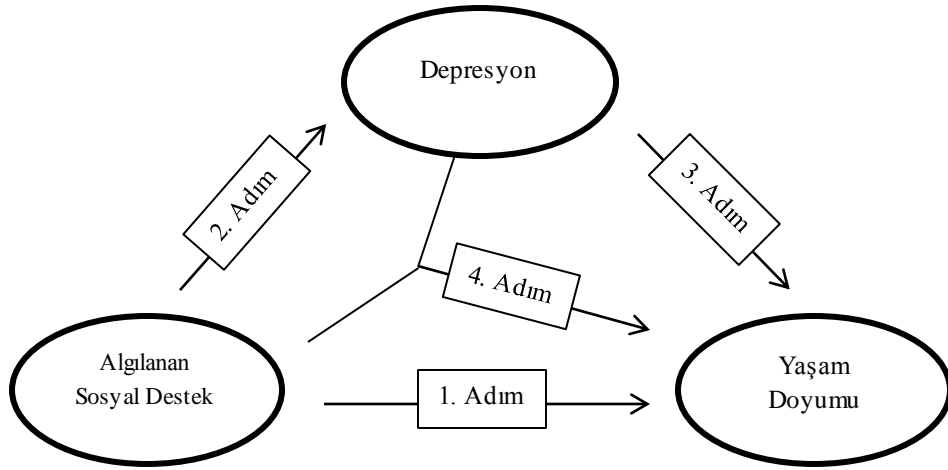 Depresyon
2. Adım
3. Adım
4. Adım
Algılanan
Sosyal Destek
1. Adım
Yaşam
Doyumu